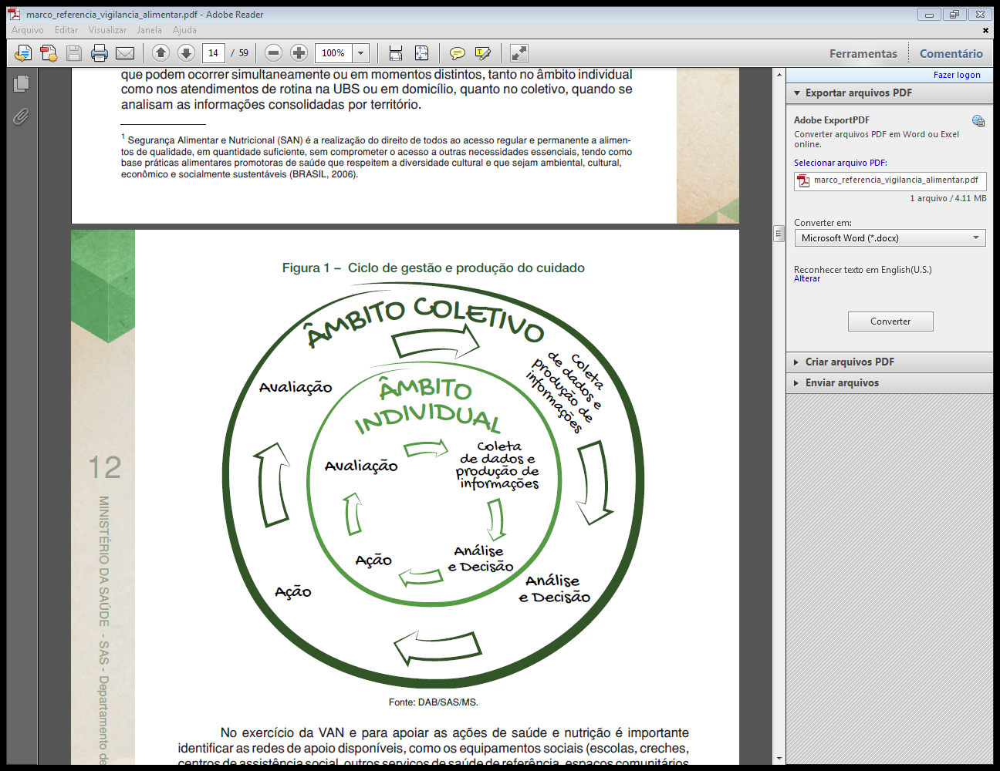 marco_referencia_vigilancia_alimentar.pdf - Adobe Reader
Arquivo Editar Visualizar Janela Ajuda
14 / 59 100% Ferramentas Comentário
que podem ocorrer simultaneamente ou em momentos distintos, tanto no âmbito individual
como nos atendimentos de rotina na UBS ou em domicílio, quanto no coletivo, quando se
analisam as informações consolidadas por território.
1 Segurança Alimentar e Nutricional (SAN) é a realização do direito de todos ao acesso regular e permanente a alimen-
tos de qualidade, em quantidade suficiente, sem comprometer o acesso a outras necessidades essenciais, tendo como
base práticas alimentares promotoras de saúde que respeitem a diversidade cultural e que sejam ambiental, cultural,
econômico e socialmente sustentáveis (BRASIL, 2006).
Figura 1 – Ciclo de gestão e produção do cuidado
ÂMBITO COLETIVO
Avaliação
Coleta
de dados e
produção de
informações
Análise
e Decisão
Ação
ÂMBITO
INDIVIDUAL
Avaliação
Coleta
de dados e
produção de
informações
Análise
e Decisão
Ação
Fonte: DAB/SAS/MS.
12
MINISTÉRIO DA SAÚDE - SAS - Departamento de
No exercício da VAN e para apoiar as ações de saúde e nutrição é importante
identificar as redes de apoio disponíveis, como os equipamentos sociais (escolas, creches,
centros de assistência social, outros serviços de saúde de referência, espaços comunitários
Fazer logon
Exportar arquivos PDF
Adobe ExportPDF
Converter arquivos PDF em Word ou Excel
online.
Selecionar arquivo PDF:
marco_referencia_vigilancia_alimentar.pdf
1 arquivo / 4.11 MB
Converter em:
Microsoft Word (*.docx)
Reconhecer texto em English(U.S.)
Alterar
Converter
Criar arquivos PDF
Enviar arquivos